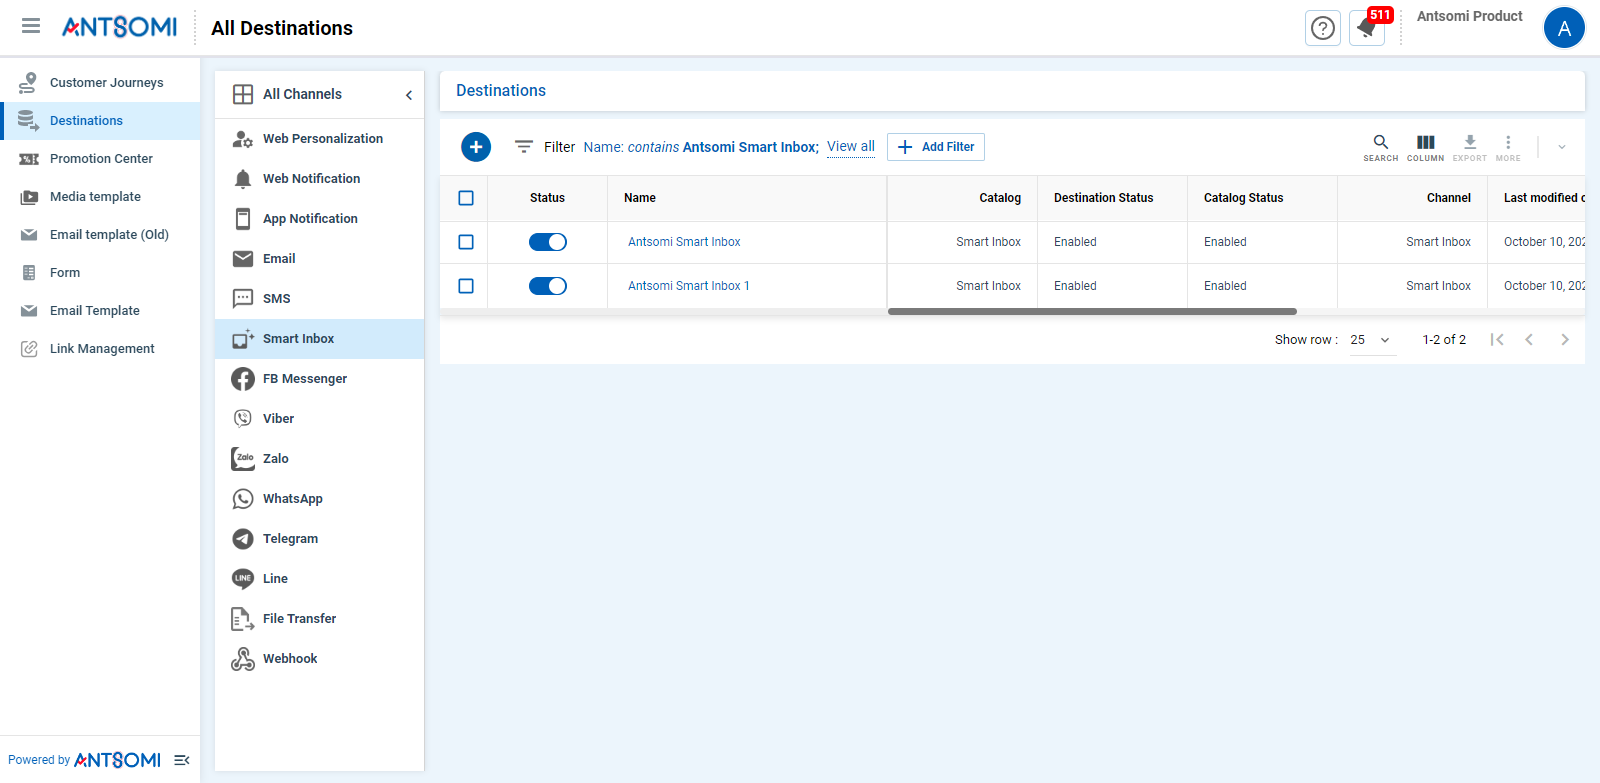 ANTSOMI
All Destinations
511
Antsomi Product
A
Customer Journeys
Destinations
Promotion Center
Media template
Email template (Old)
Form
Email Template
Link Management
Powered by ANTSOMI
All Channels
Web Personalization
Web Notification
App Notification
Email
SMS
Smart Inbox
FB Messenger
Viber
Zalo
Zalo
WhatsApp
Telegram
LINE
Line
File Transfer
Webhook
Destinations
Filter Name: contains Antsomi Smart Inbox; View all Add Filter
SEARCH COLUMN EXPORT MORE
Status Name Catalog Destination Status Catalog Status Channel Last modified
Antsomi Smart Inbox Smart Inbox Enabled Enabled Smart Inbox October 10, 202
Antsomi Smart Inbox 1 Smart Inbox Enabled Enabled Smart Inbox October 10, 202
Show row : 25 1-2 of 2